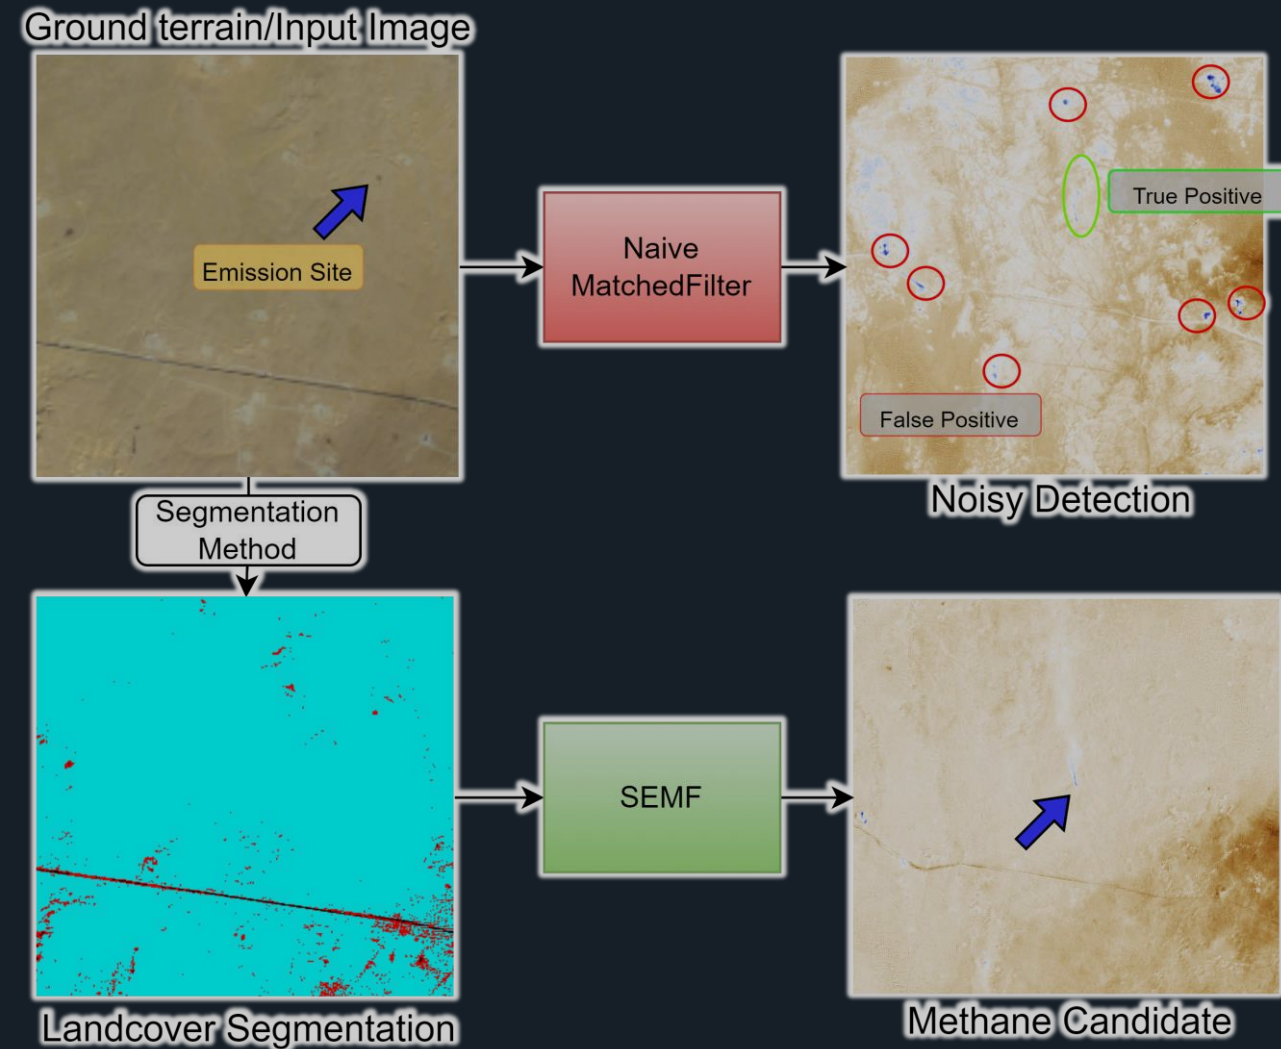 Ground terrain/Input Image
Emission Site
Naive
MatchedFilter
True Positive
False Positive
Noisy Detection
Segmentation
Method
SEMF
Landcover Segmentation
Methane Candidate